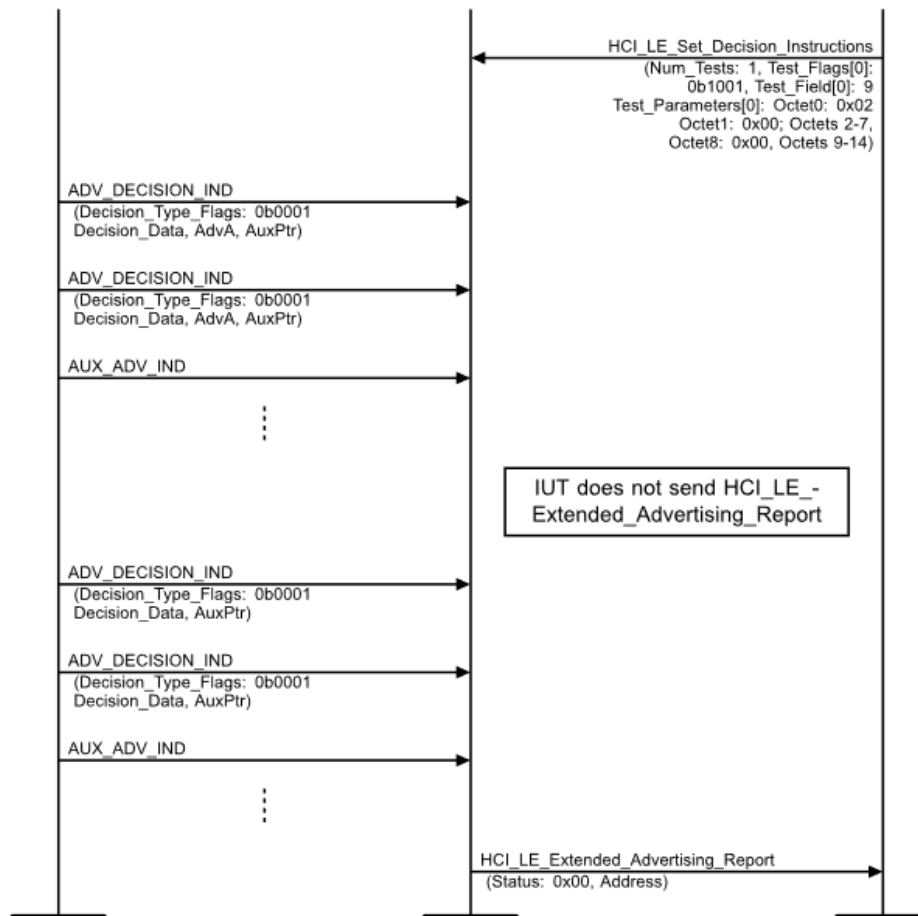 HCI_LE_Set_Decision_Instructions
(Num_Tests: 1, Test_Flags[0]:
0b1001, Test_Field[0]: 9
Test_Parameters[0]: Octet0: 0x02
Octet1: 0x00; Octets 2-7,
Octet8: 0x00, Octets 9-14)
ADV_DECISION_IND
(Decision_Type_Flags: 0b0001
Decision_Data, AdvA, AuxPtr)
ADV_DECISION_IND
(Decision_Type_Flags: 0b0001
Decision_Data, AdvA, AuxPtr)
AUX_ADV_IND
IUT does not send HCI_LE_-
Extended_Advertising_Report
ADV_DECISION_IND
(Decision_Type_Flags: 0b0001
Decision_Data, AuxPtr)
ADV_DECISION_IND
(Decision_Type_Flags: 0b0001
Decision_Data, AuxPtr)
AUX_ADV_IND
HCI_LE_Extended_Advertising_Report
(Status: 0x00, Address)